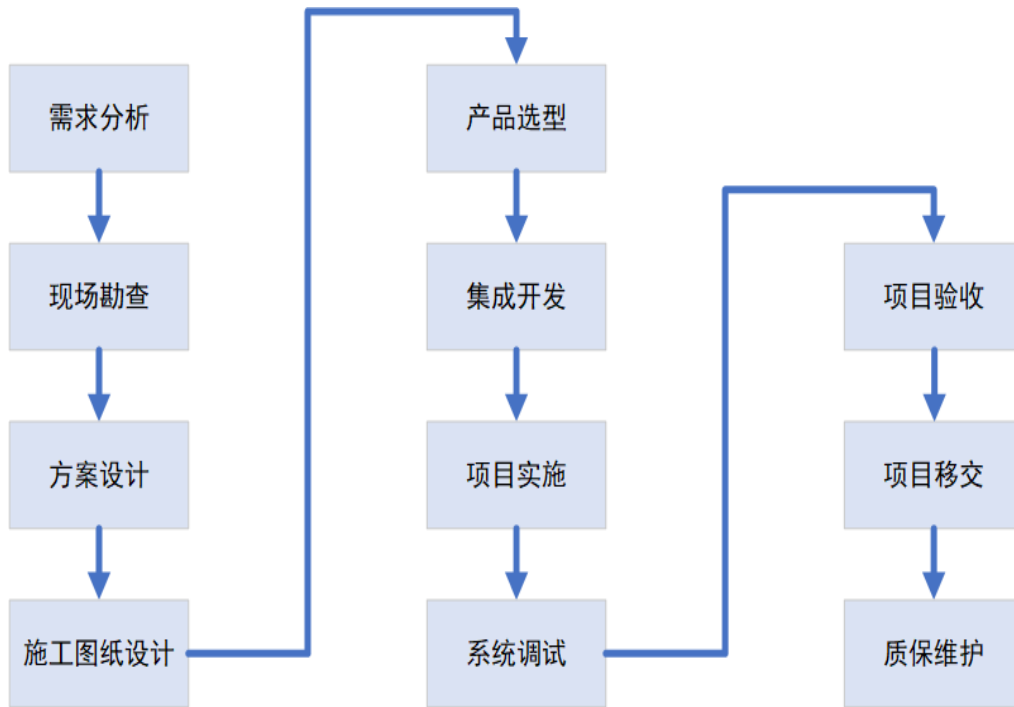 需求分析
现场勘查
方案设计
施工图纸设计
产品选型
集成开发
项目实施
系统调试
项目验收
项目移交
质保维护